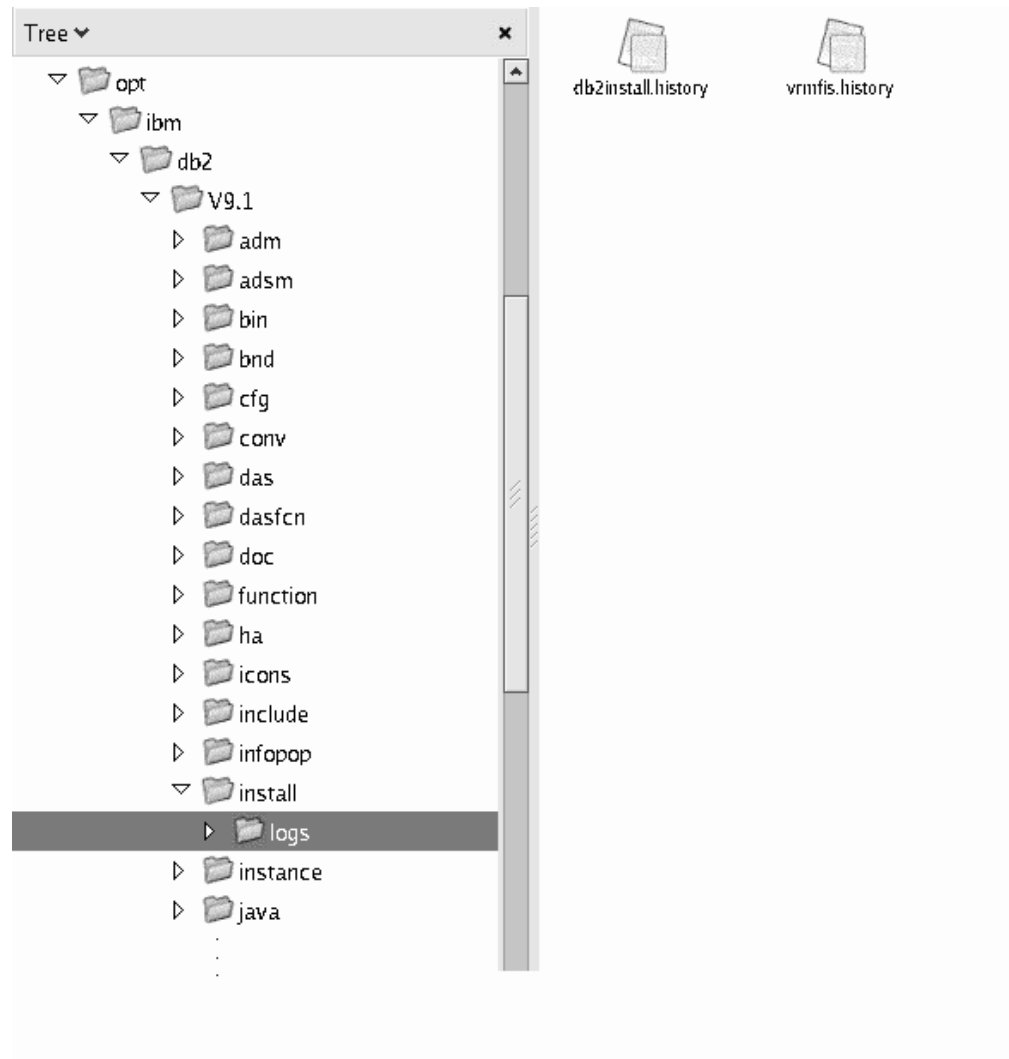 Tree
opt
ibm
db2
V9.1
adm
adsm
bin
bnd
cfg
conv
das
dasfcn
doc
function
ha
icons
include
infopop
install
logs
instance
java
db2install.history
vrmfis.history